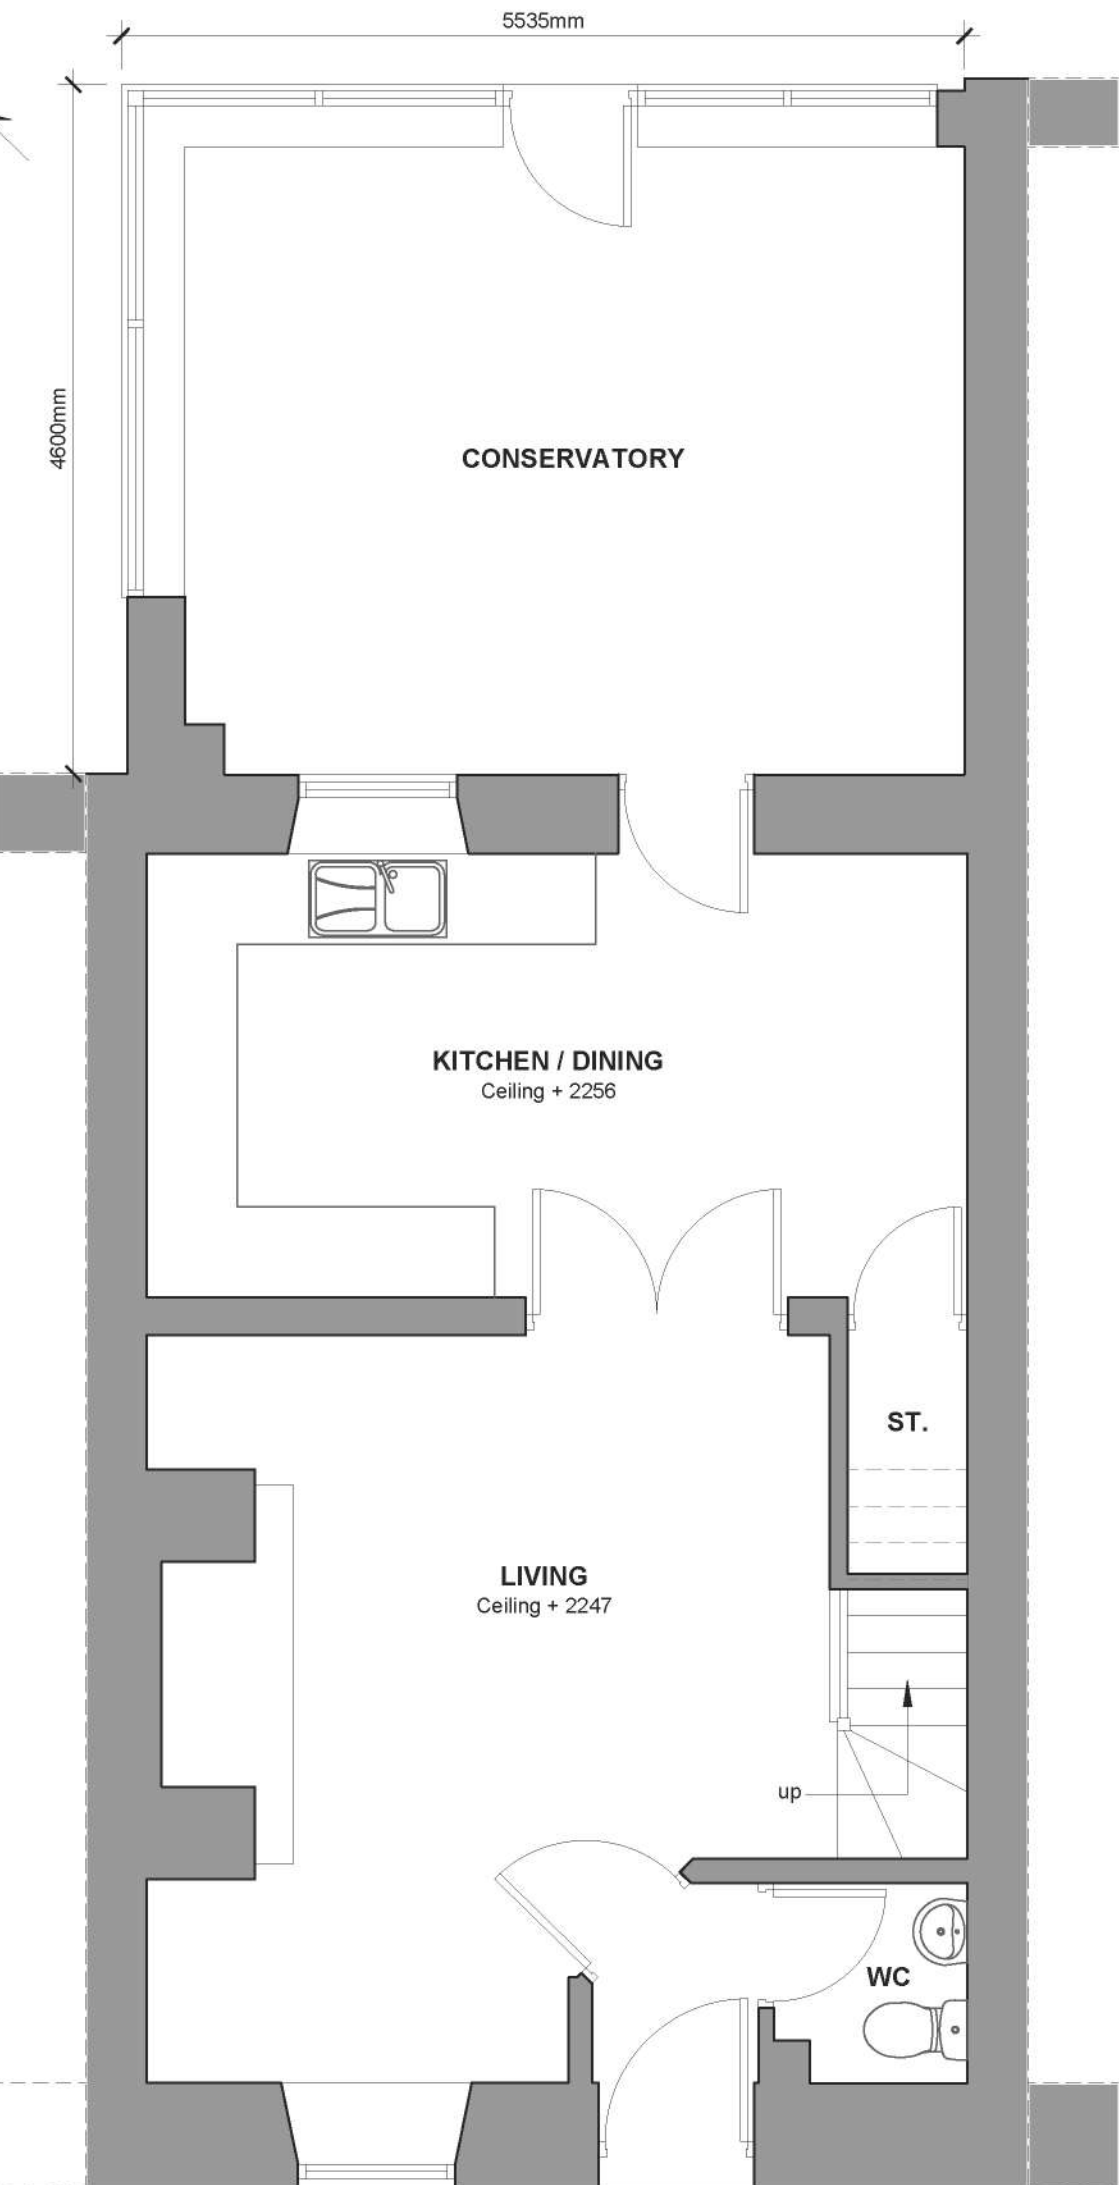 5535mm
4600mm
CONSERVATORY
KITCHEN / DINING
Ceiling + 2256
ST.
LIVING
Ceiling + 2247
up
WC